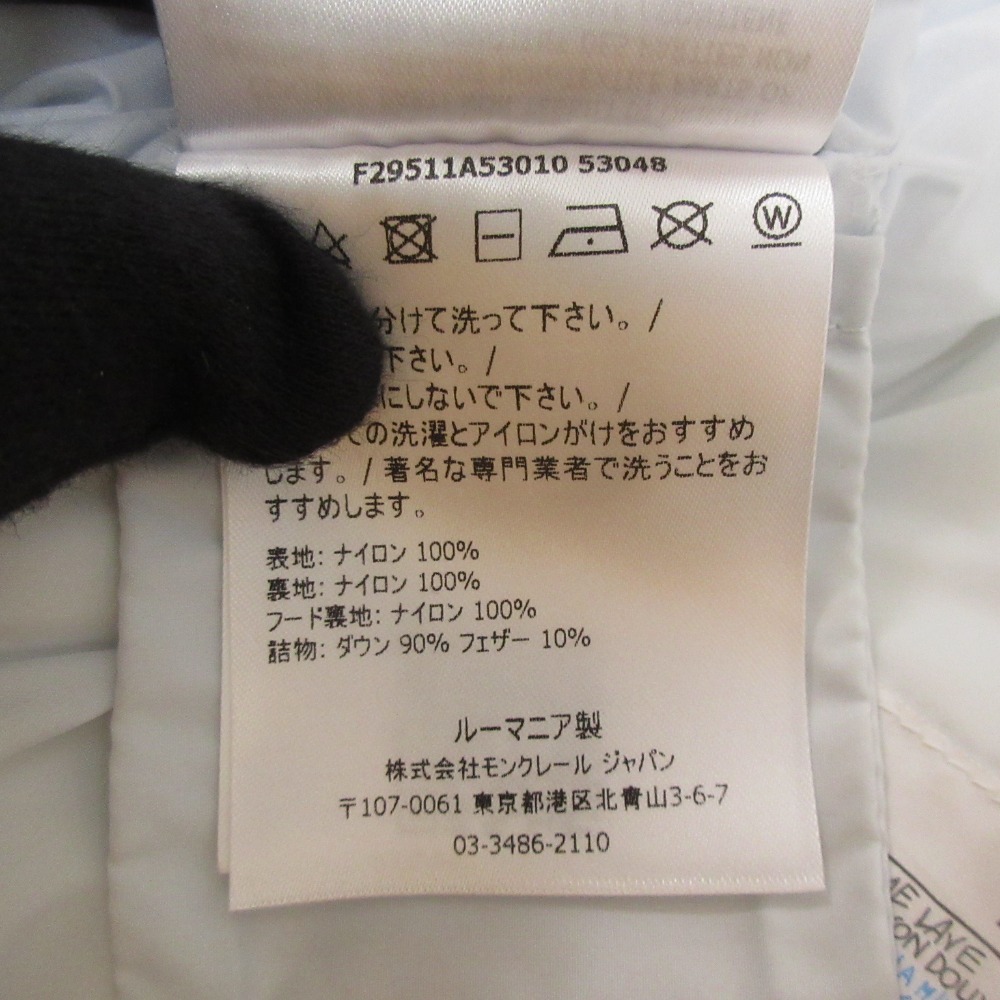 F29511A53010 53048
W
分けて洗って下さい。/
下さい。/
にしないで下さい。/
の洗濯とアイロンがけをおすすめ
します。/ 著名な専門業者で洗うことをお
すすめします。
表地: ナイロン 100%
裏地: ナイロン 100%
フード裏地: ナイロン 100%
詰物: ダウン 90% フェザー 10%
ルーマニア製
株式会社モンクレール ジャパン
〒107-0061 東京都港区北青山3-6-7
03-3486-2110
LAVE